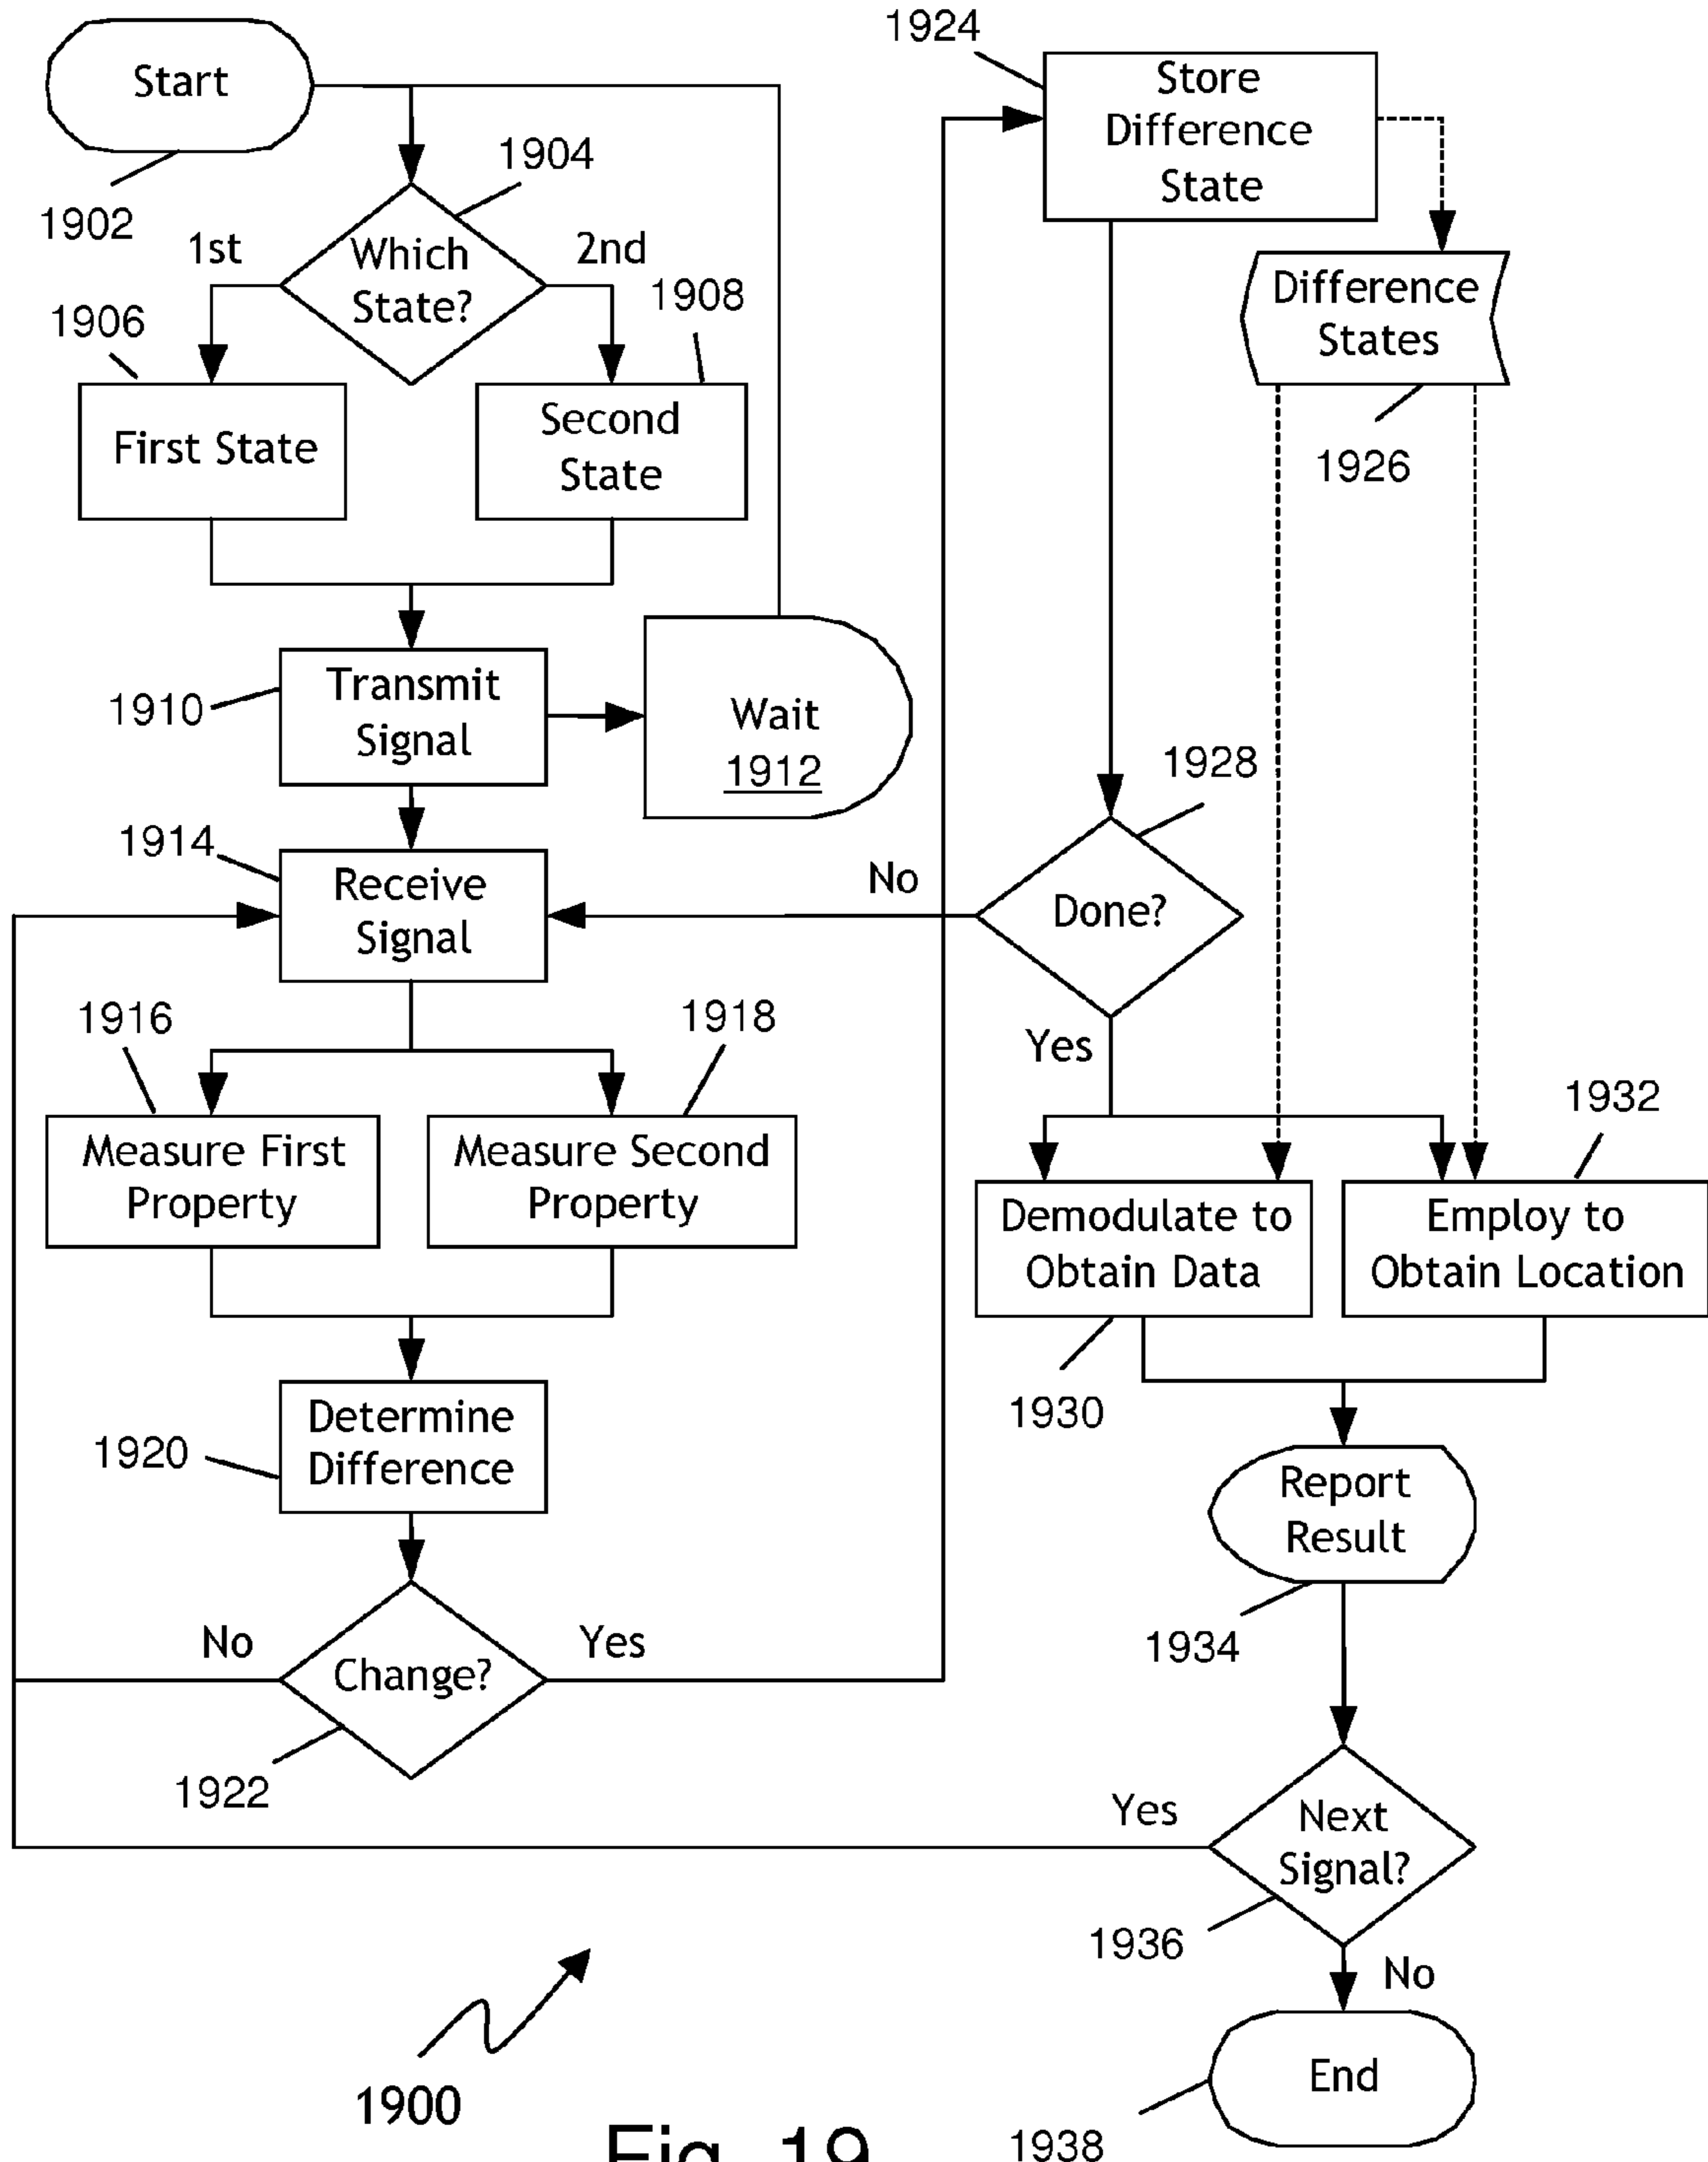 Start
1902
1904
Which
State?
1st
2nd
1906
1908
First State
Second
State
1910
Transmit
Signal
Wait
1912
1914
Receive
Signal
1916
1918
Measure First
Property
Measure Second
Property
1920
Determine
Difference
No
Change?
Yes
1922
1924
Store
Difference
State
Difference
States
1926
1928
No
Done?
Yes
1932
Demodulate to
Obtain Data
Employ to
Obtain Location
1930
Report
Result
1934
Yes
Next
Signal?
1936
No
End
1938
1900
Fig. 19